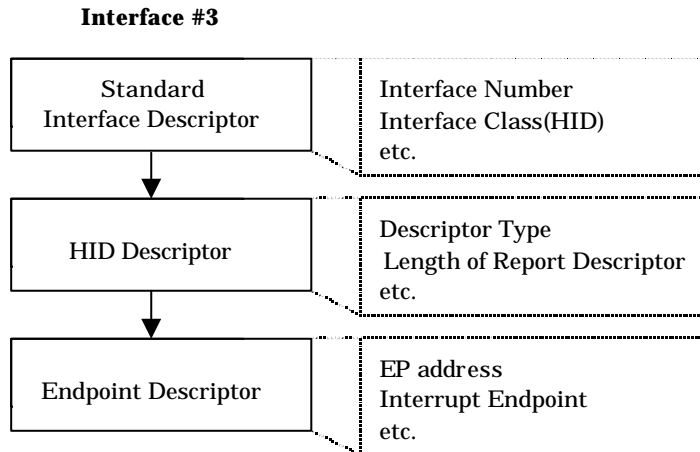 Interface #3
Standard
Interface Descriptor
Interface Number
Interface Class(HID)
etc.
HID Descriptor
Descriptor Type
Length of Report Descriptor
etc.
Endpoint Descriptor
EP address
Interrupt Endpoint
etc.